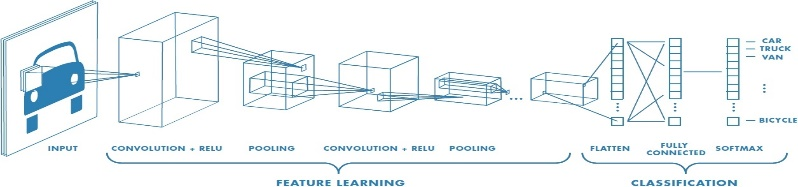 CAR
TRUCK
VAN
BICYCLE
INPUT
CONVOLUTION + RELU
POOLING
CONVOLUTION + RELU
POOLING
FLATTEN
FULLY
CONNECTED
SOFTMAX
FEATURE LEARNING
CLASSIFICATION